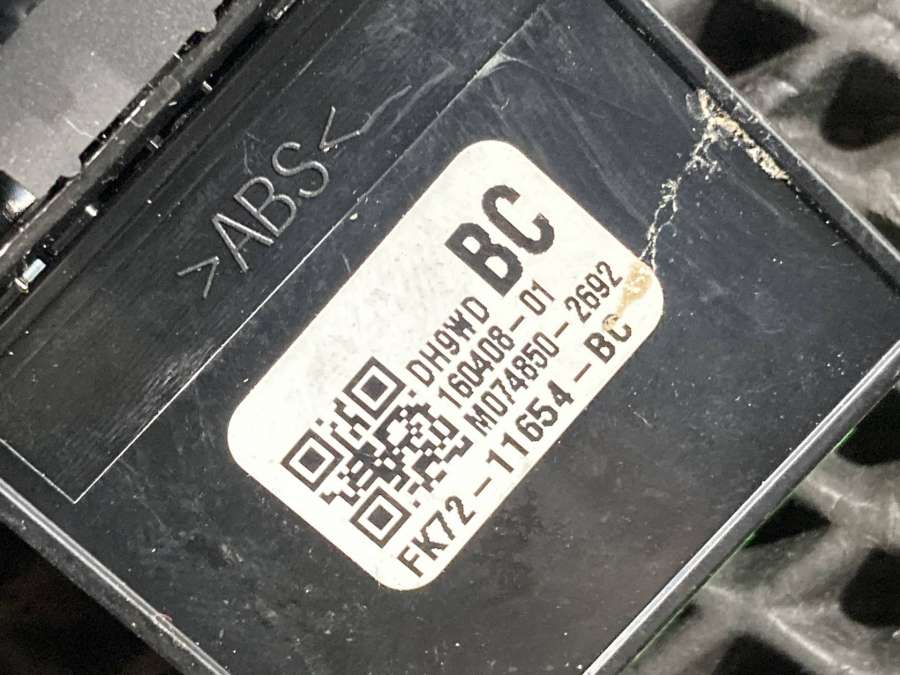 >ABS<
BC
DH9WD
160408-01
M074850-2692
FK72-11654-BC